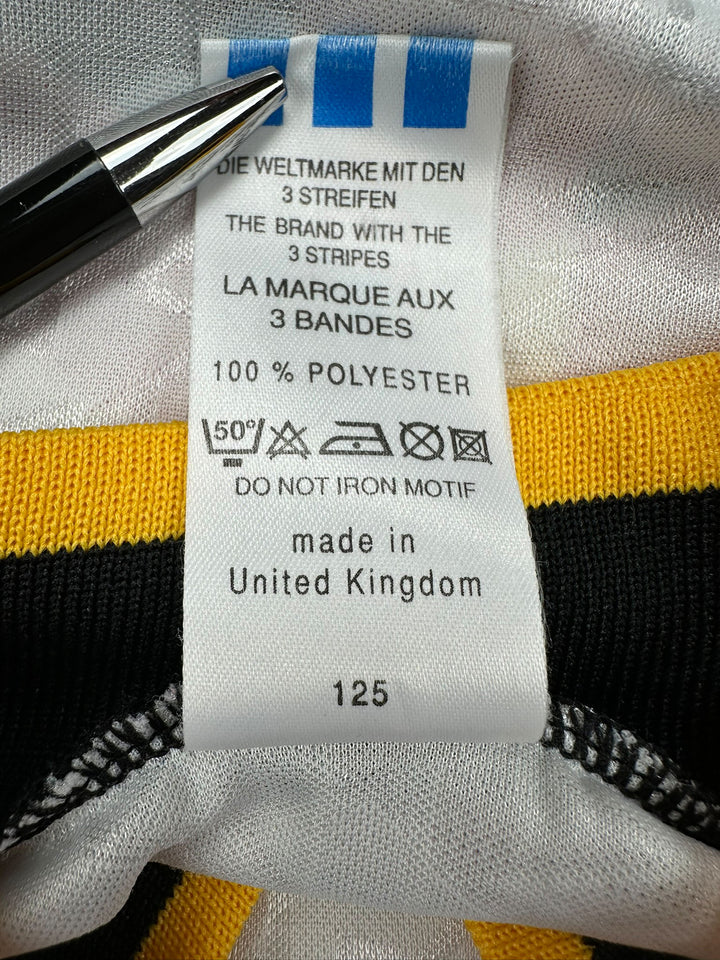 DIE WELTMARKE MIT DEN
3 STREIFEN
THE BRAND WITH THE
3 STRIPES
LA MARQUE AUX
3 BANDES
100 % POLYESTER
50°
DO NOT IRON MOTIF
made in
United Kingdom
125